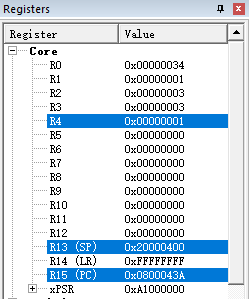 Registers
Register Value
Core
R0 0x00000034
R1 0x00000001
R2 0x00000003
R3 0x00000003
R4 0x00000001
R5 0x00000000
R6 0x00000000
R7 0x00000000
R8 0x00000000
R9 0x00000000
R10 0x00000000
R11 0x00000000
R12 0x00000000
R13 (SP) 0x20000400
R14 (LR) 0xFFFFFFFF
R15 (PC) 0x0800043A
xPSR 0xA1000000